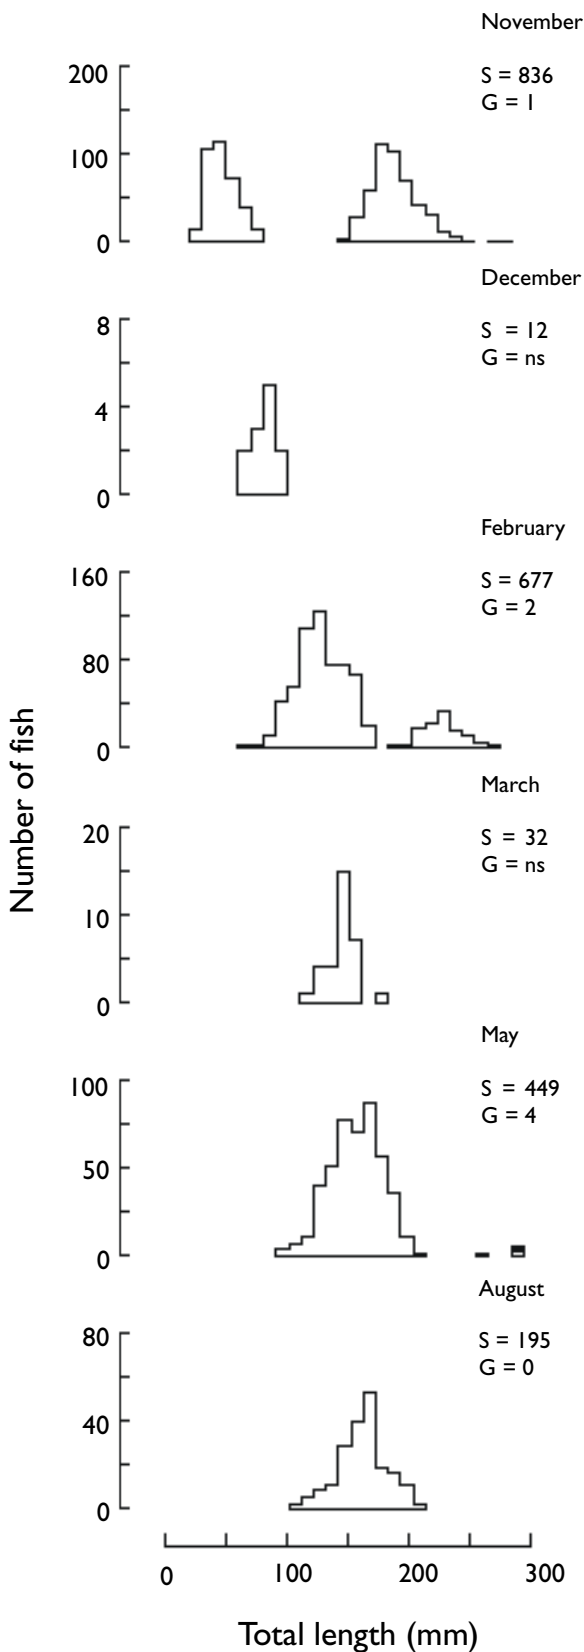 November
S = 836
G = 1
200
100
0
December
S = 12
G = ns
8
4
0
February
S = 677
G = 2
160
80
0
Number of fish
March
S = 32
G = ns
20
10
0
May
S = 449
G = 4
100
50
0
August
S = 195
G = 0
80
40
0
0 100 200 300
Total length (mm)